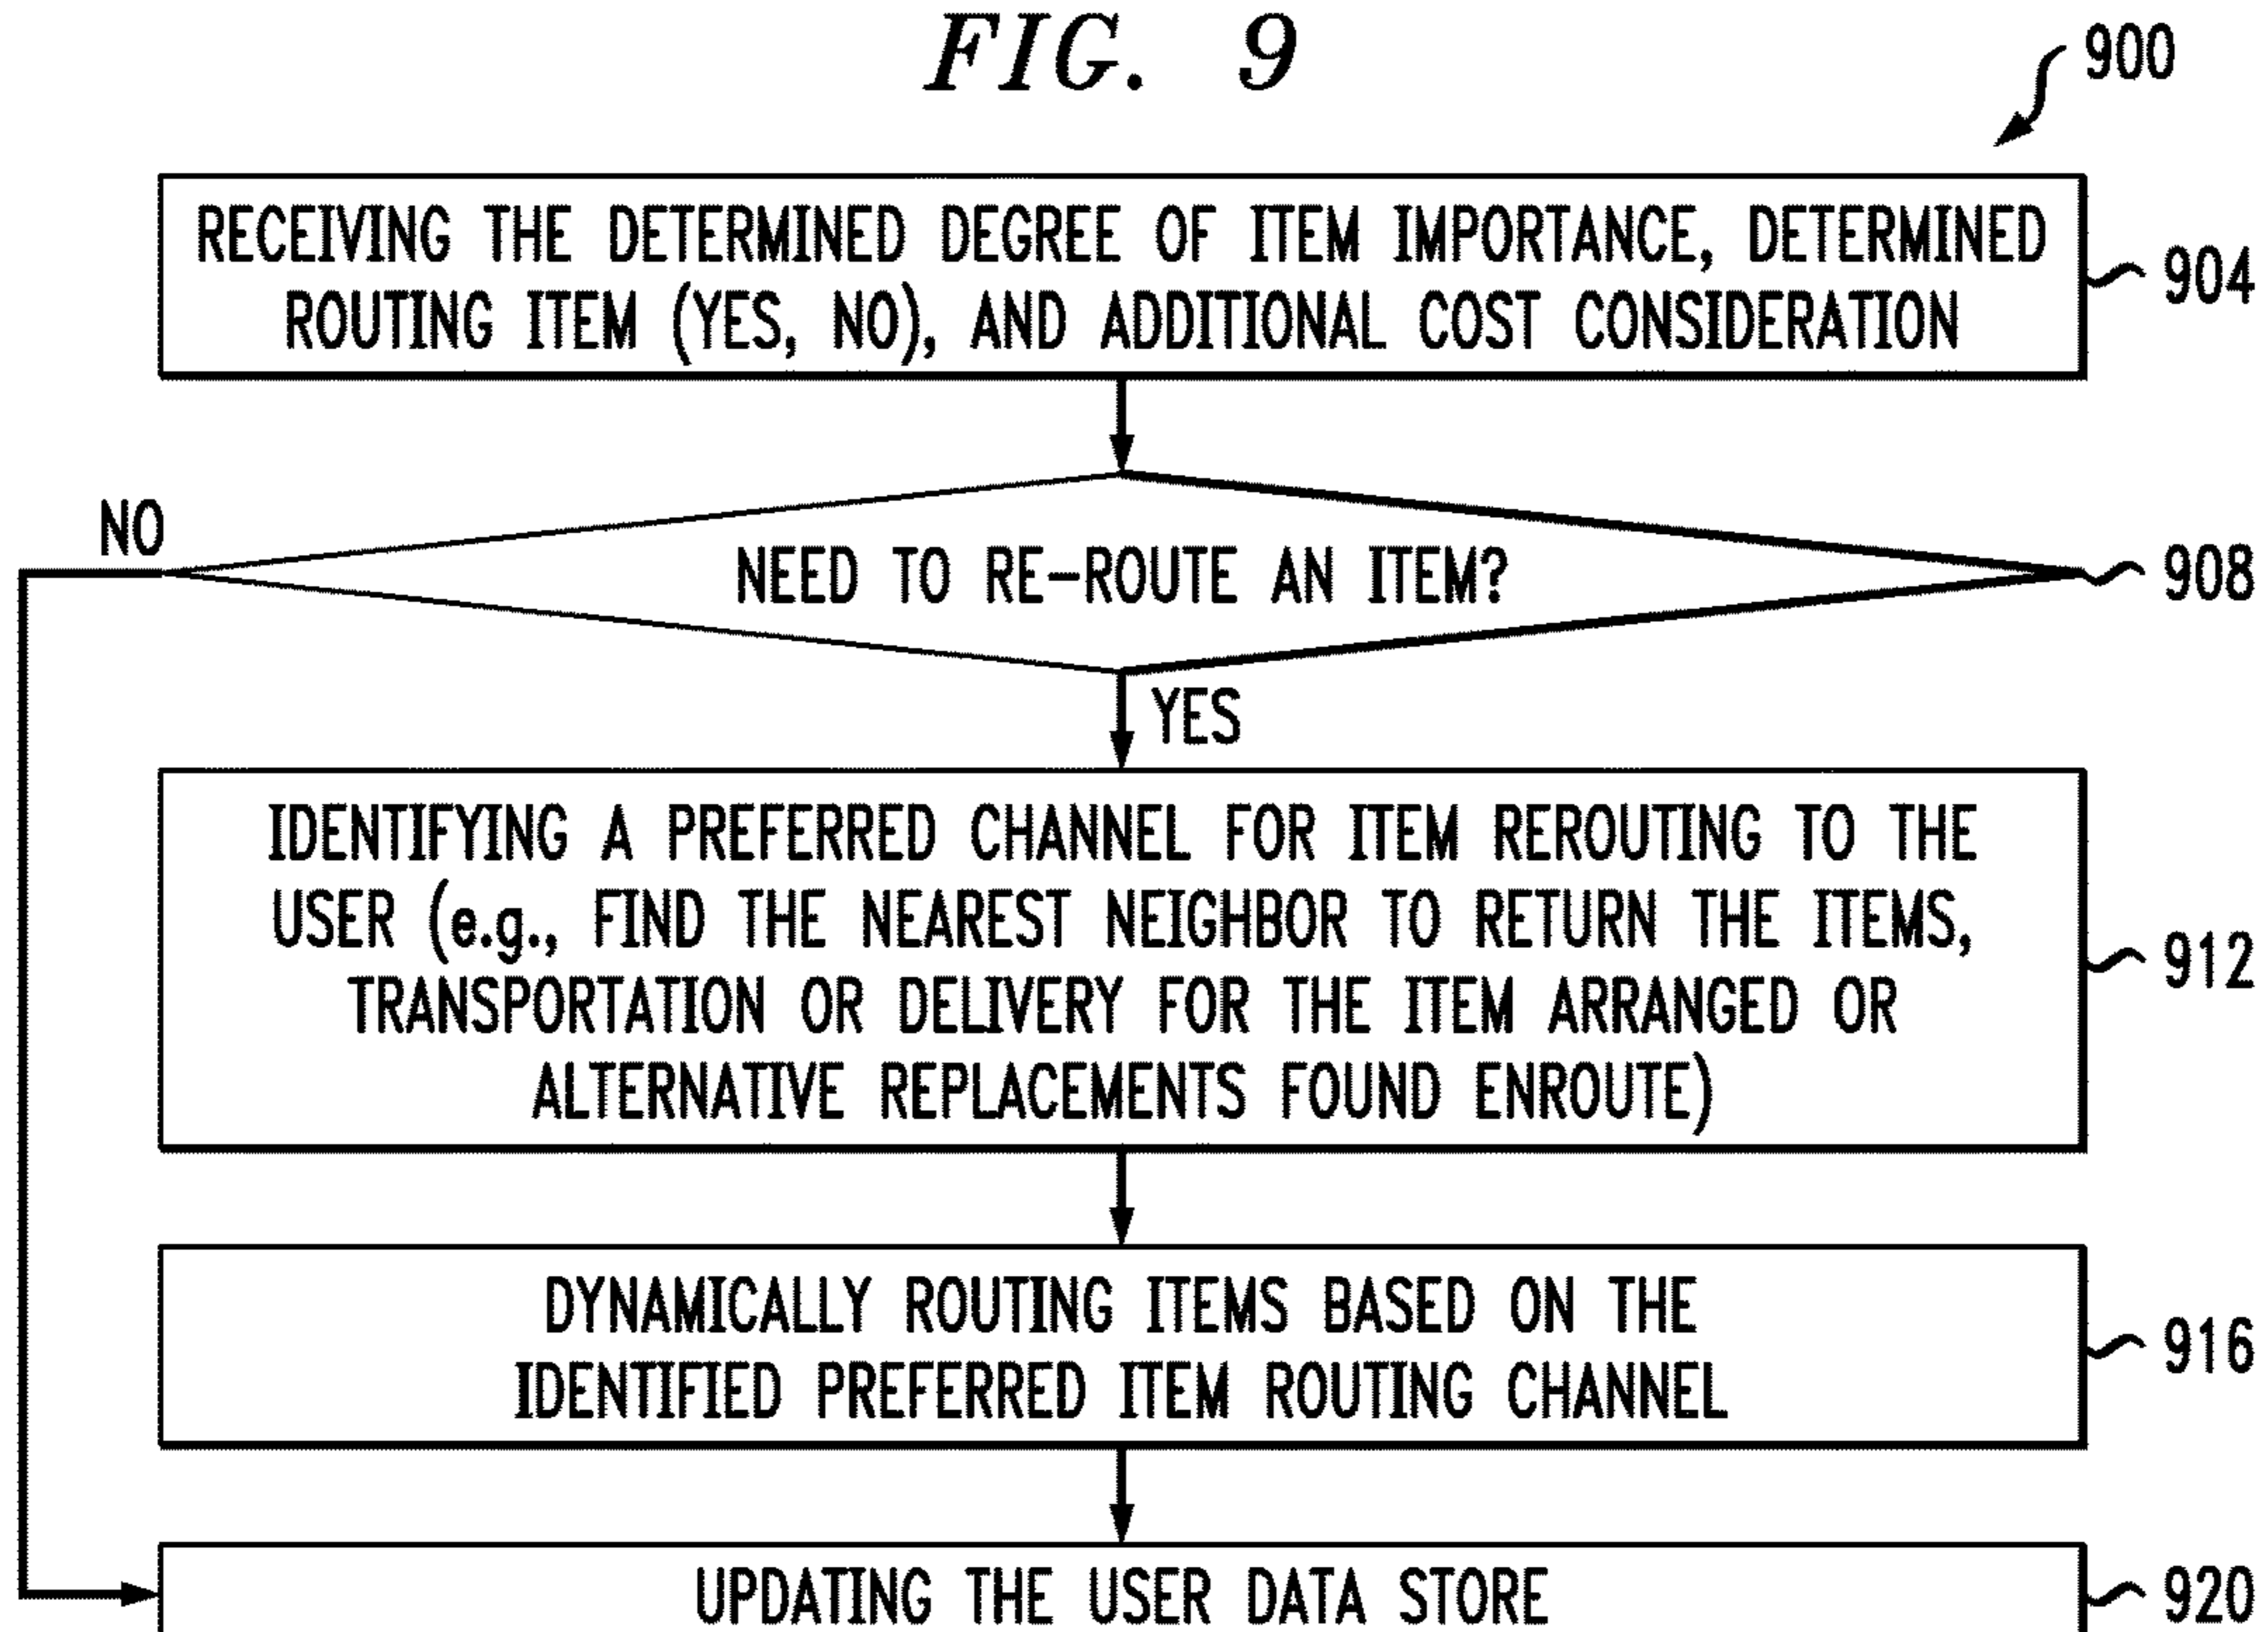 FIG. 9
900
RECEIVING THE DETERMINED DEGREE OF ITEM IMPORTANCE, DETERMINED
ROUTING ITEM (YES, NO), AND ADDITIONAL COST CONSIDERATION
904
NO
NEED TO RE-ROUTE AN ITEM?
908
YES
IDENTIFYING A PREFERRED CHANNEL FOR ITEM REROUTING TO THE
USER (e.g., FIND THE NEAREST NEIGHBOR TO RETURN THE ITEMS,
TRANSPORTATION OR DELIVERY FOR THE ITEM ARRANGED OR
ALTERNATIVE REPLACEMENTS FOUND ENROUTE)
912
DYNAMICALLY ROUTING ITEMS BASED ON THE
IDENTIFIED PREFERRED ITEM ROUTING CHANNEL
916
UPDATING THE USER DATA STORE
920